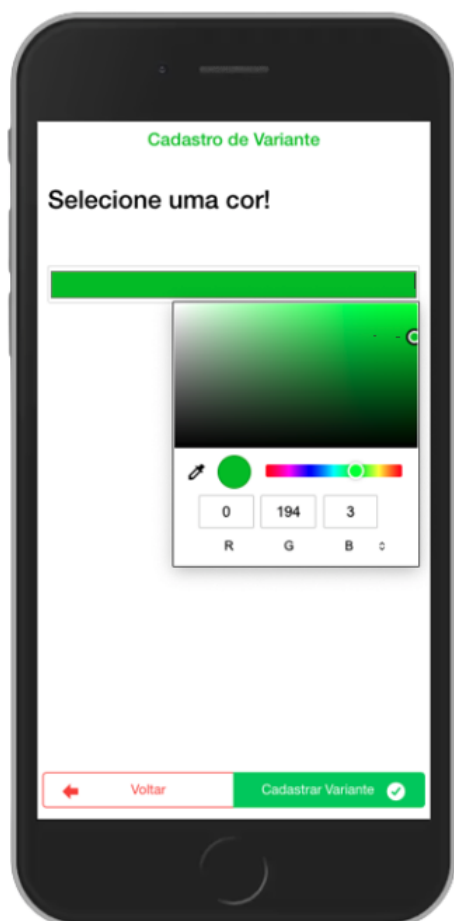 Cadastro de Variante
Selecione uma cor!
0 194 3
R G B
Voltar Cadastrar Variante